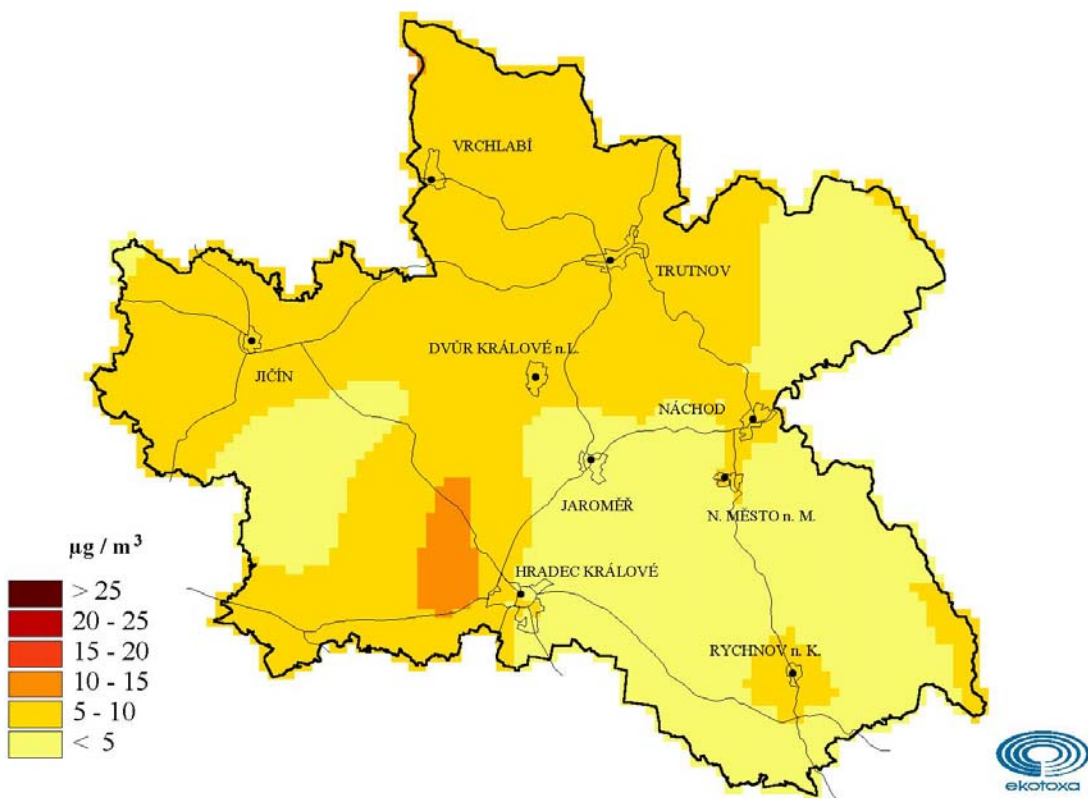 VRCHLABÍ
TRUTNOV
DVŮR KRÁLOVÉ n.L.
JIČÍN
NÁCHOD
JAROMĚŘ
N. MĚSTO n. M.
HRADEC KRÁLOVÉ
RYCHNOV n. K.
µg / m³
> 25
20 - 25
15 - 20
10 - 15
5 - 10
< 5
ekotoxa